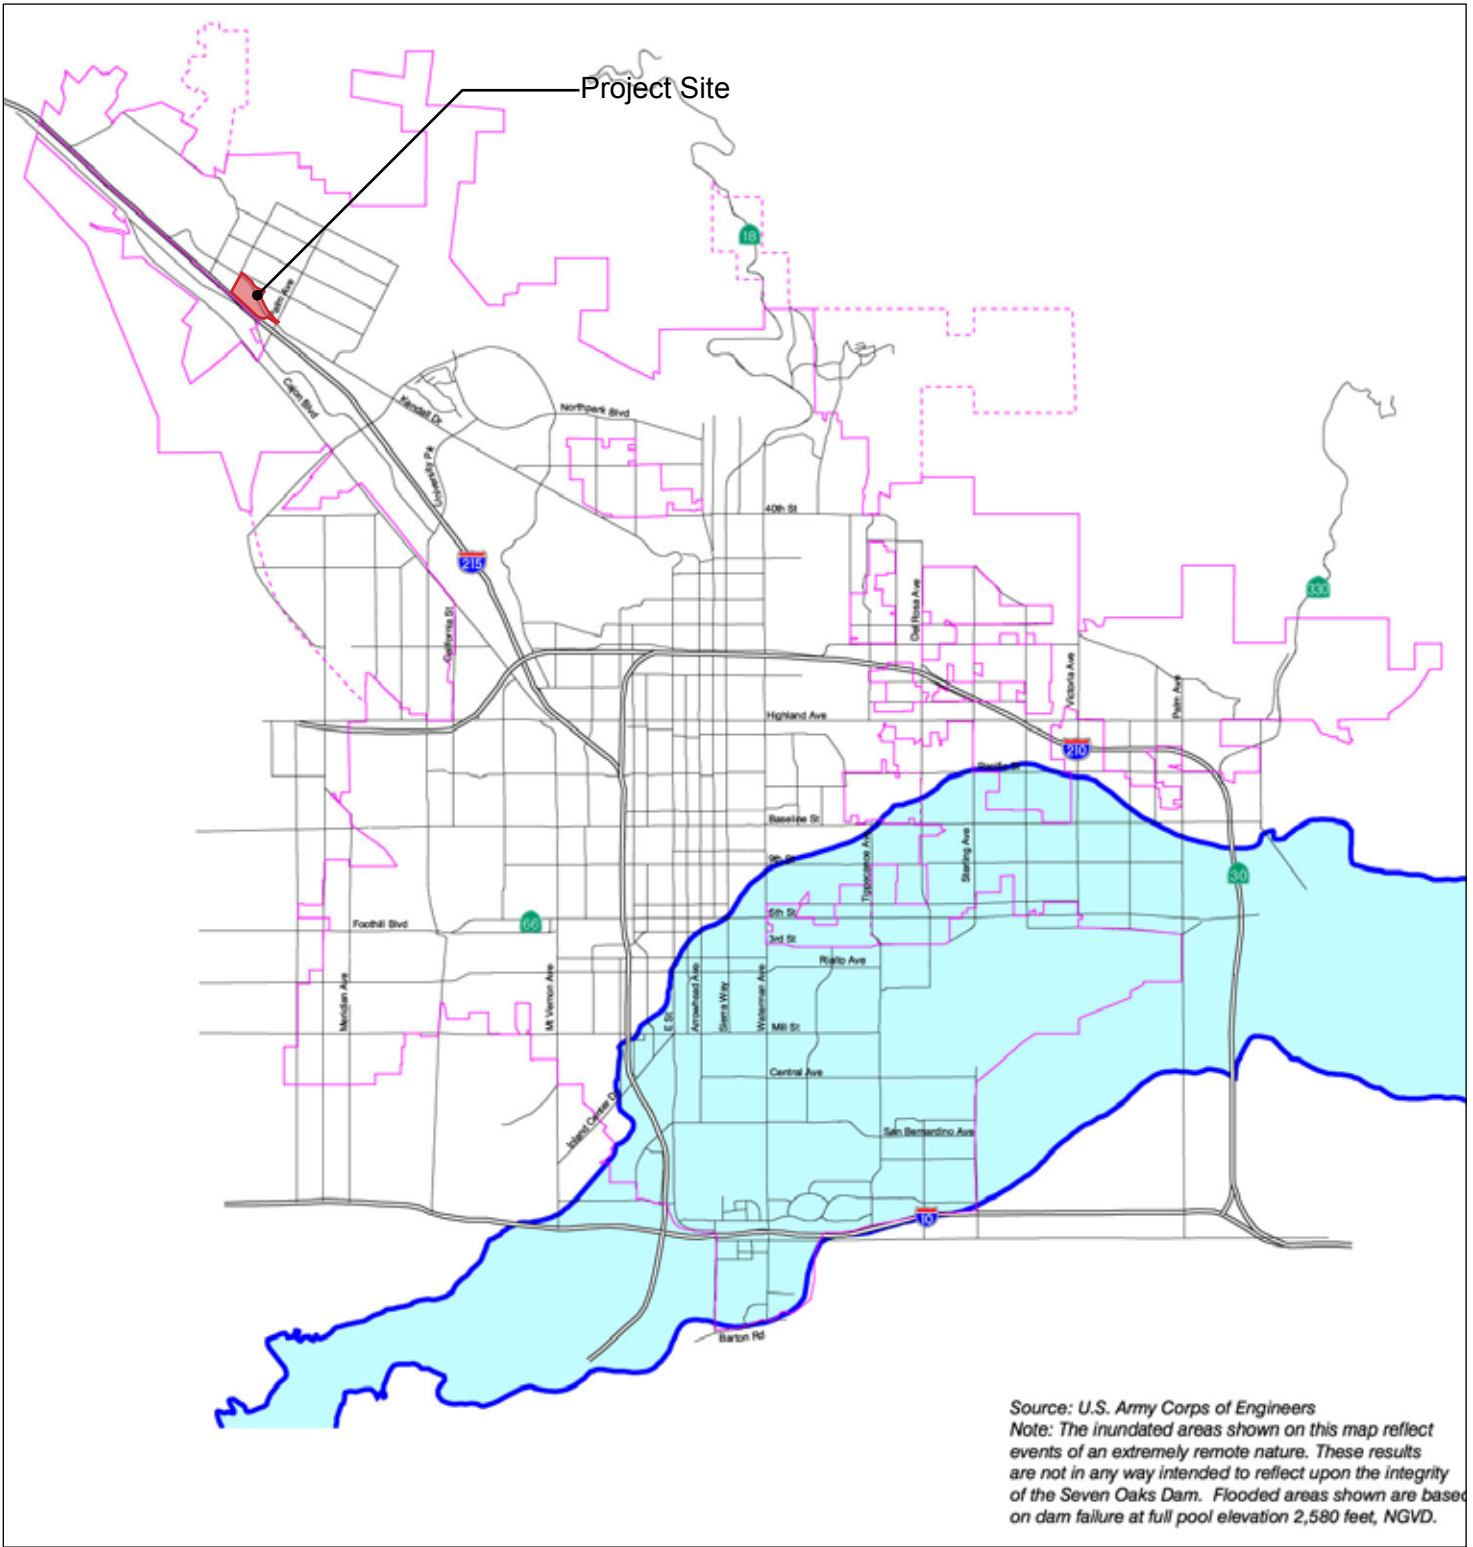 Project Site
18
Palm Ave
Cajon Blvd
Kendall Dr
Northpark Blvd
University Pk
40th St
215
330
California St
Del Rosa Ave
Victoria Ave
Palm Ave
Highland Ave
210
Pacific St
Baseline St
9th St
Tippecanoe Ave
Sterling Ave
30
5th St
Foothill Blvd
66
3rd St
Rialto Ave
Meridian Ave
Mt Vernon Ave
E St
Arrowhead Ave
Sierra Way
Waterman Ave
Mill St
Central Ave
Inland Center Dr
San Bernardino Ave
10
Barton Rd
Source: U.S. Army Corps of Engineers
Note: The inundated areas shown on this map reflect
events of an extremely remote nature. These results
are not in any way intended to reflect upon the integrity
of the Seven Oaks Dam. Flooded areas shown are based
on dam failure at full pool elevation 2,580 feet, NGVD.